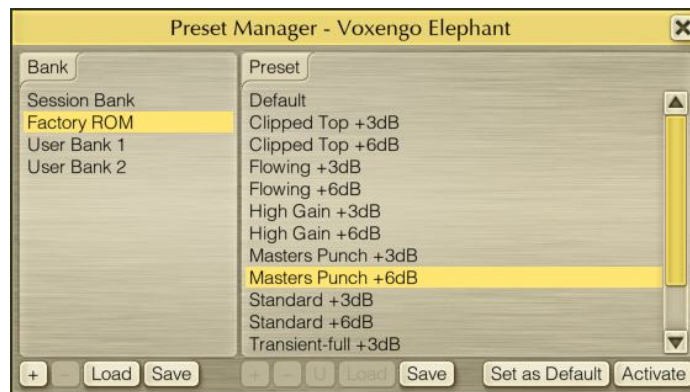 Preset Manager - Voxengo Elephant
Bank
Session Bank
Factory ROM
User Bank 1
User Bank 2
+ - Load Save
Preset
Default
Clipped Top +3dB
Clipped Top +6dB
Flowing +3dB
Flowing +6dB
High Gain +3dB
High Gain +6dB
Masters Punch +3dB
Masters Punch +6dB
Standard +3dB
Standard +6dB
Transient-full +3dB
+ - U Load Save Set as Default Activate